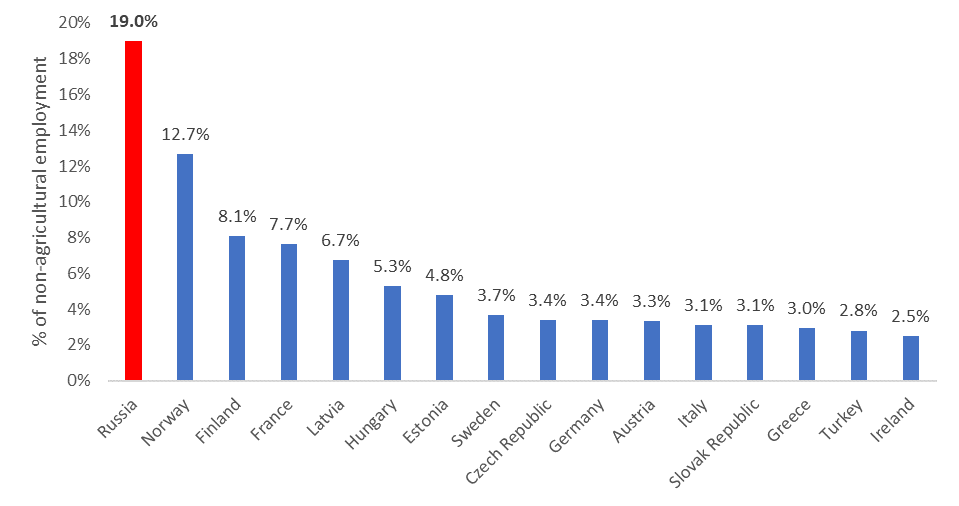 % of non-agricultural employment
20%
18%
16%
14%
12%
10%
8%
6%
4%
2%
0%
19.0%
12.7%
8.1%
7.7%
6.7%
5.3%
4.8%
3.7%
3.4%
3.4%
3.3%
3.1%
3.1%
3.0%
2.8%
2.5%
Russia
Norway
Finland
France
Latvia
Hungary
Estonia
Sweden
Czech Republic
Germany
Austria
Italy
Slovak Republic
Greece
Turkey
Ireland